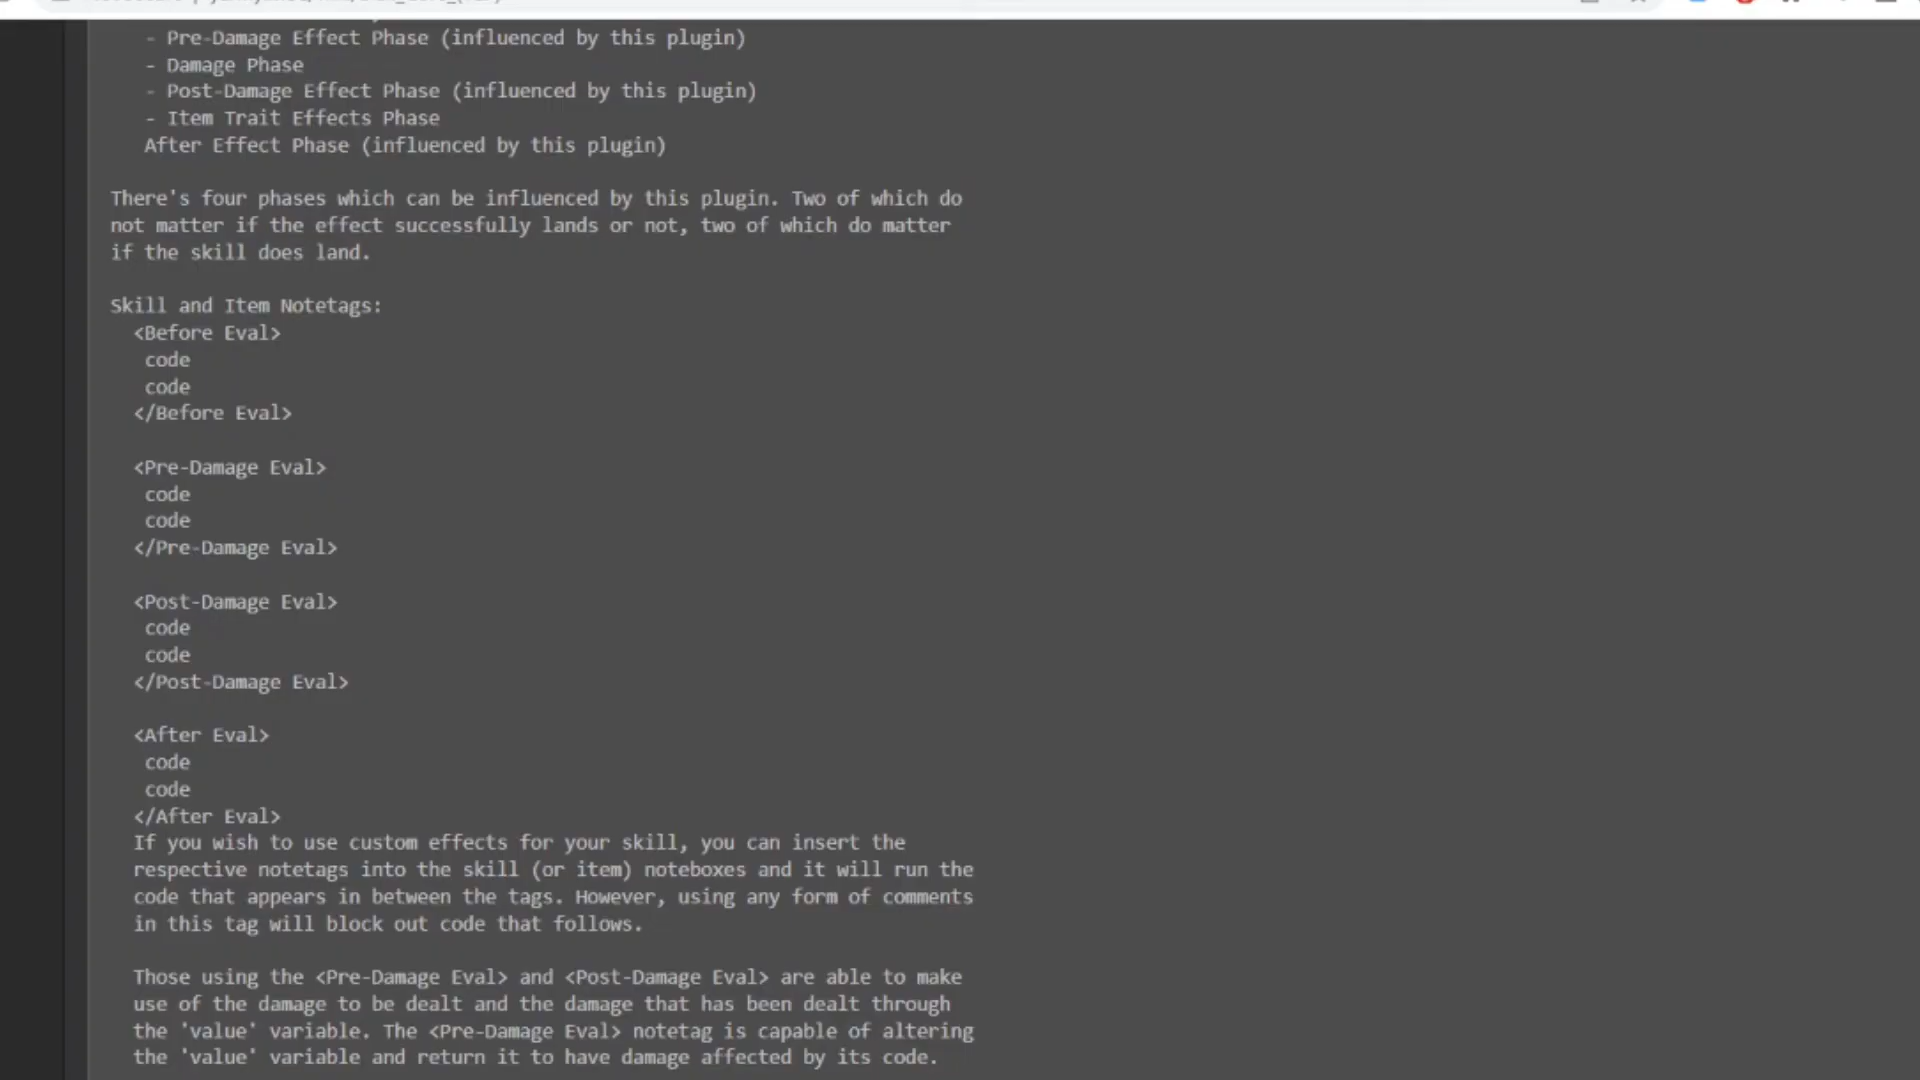 - Pre-Damage Effect Phase (influenced by this plugin)
- Damage Phase
- Post-Damage Effect Phase (influenced by this plugin)
- Item Trait Effects Phase
After Effect Phase (influenced by this plugin)
There's four phases which can be influenced by this plugin. Two of which do
not matter if the effect successfully lands or not, two of which do matter
if the skill does land.
Skill and Item Notetags:
<Before Eval>
code
code
</Before Eval>
<Pre-Damage Eval>
code
code
</Pre-Damage Eval>
<Post-Damage Eval>
code
code
</Post-Damage Eval>
<After Eval>
code
code
</After Eval>
If you wish to use custom effects for your skill, you can insert the
respective notetags into the skill (or item) noteboxes and it will run the
code that appears in between the tags. However, using any form of comments
in this tag will block out code that follows.
Those using the <Pre-Damage Eval> and <Post-Damage Eval> are able to make
use of the damage to be dealt and the damage that has been dealt through
the 'value' variable. The <Pre-Damage Eval> notetag is capable of altering
the 'value' variable and return it to have damage affected by its code.